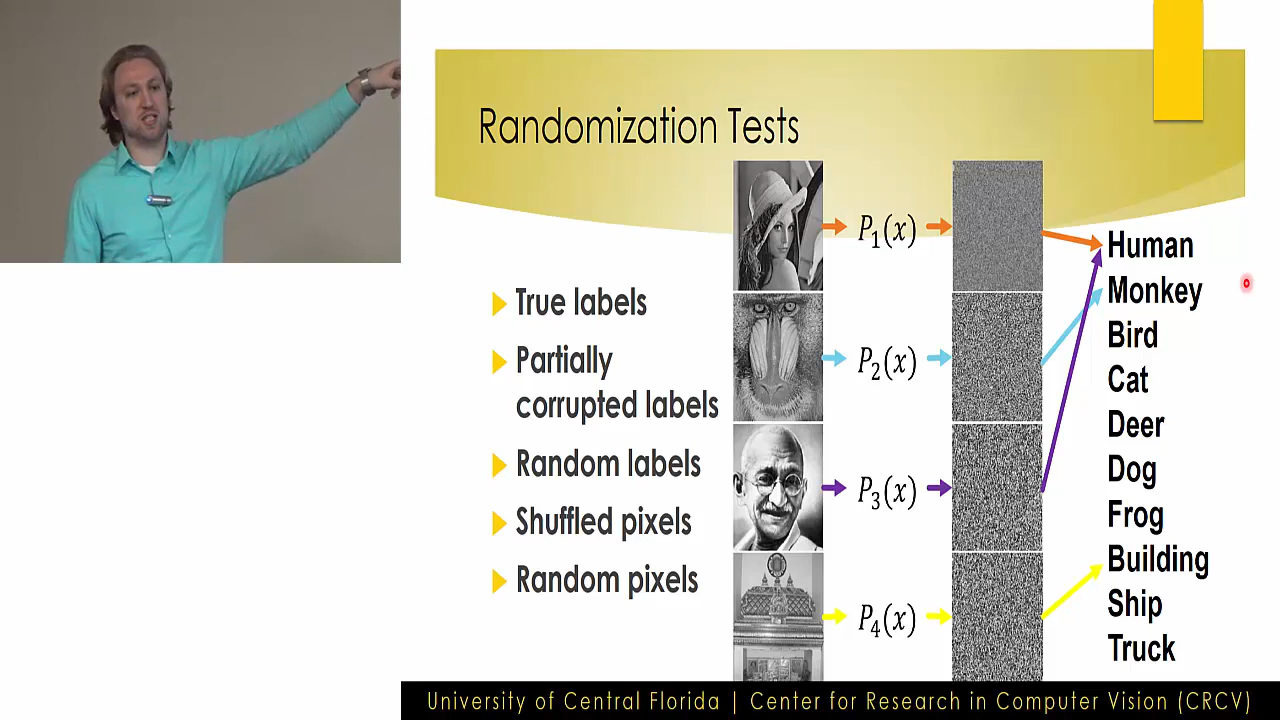 Randomization Tests
True labels
Partially
corrupted labels
Random labels
Shuffled pixels
Random pixels
P₁(x)
P₂(x)
P₃(x)
P₄(x)
Human
Monkey
Bird
Cat
Deer
Dog
Frog
Building
Ship
Truck
University of Central Florida | Center for Research in Computer Vision (CRCV)